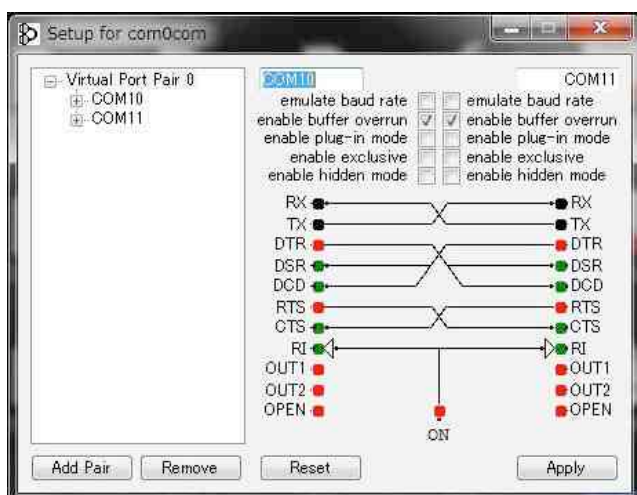 Setup for com0com
Virtual Port Pair 0
COM10
COM11
COM10 COM11
emulate baud rate emulate baud rate
enable buffer overrun enable buffer overrun
enable plug-in mode enable plug-in mode
enable exclusive enable exclusive
enable hidden mode enable hidden mode
RX RX
TX TX
DTR DTR
DSR DSR
DCD DCD
RTS RTS
CTS CTS
RI RI
OUT1 OUT1
OUT2 OUT2
OPEN OPEN
ON
Add Pair Remove Reset Apply